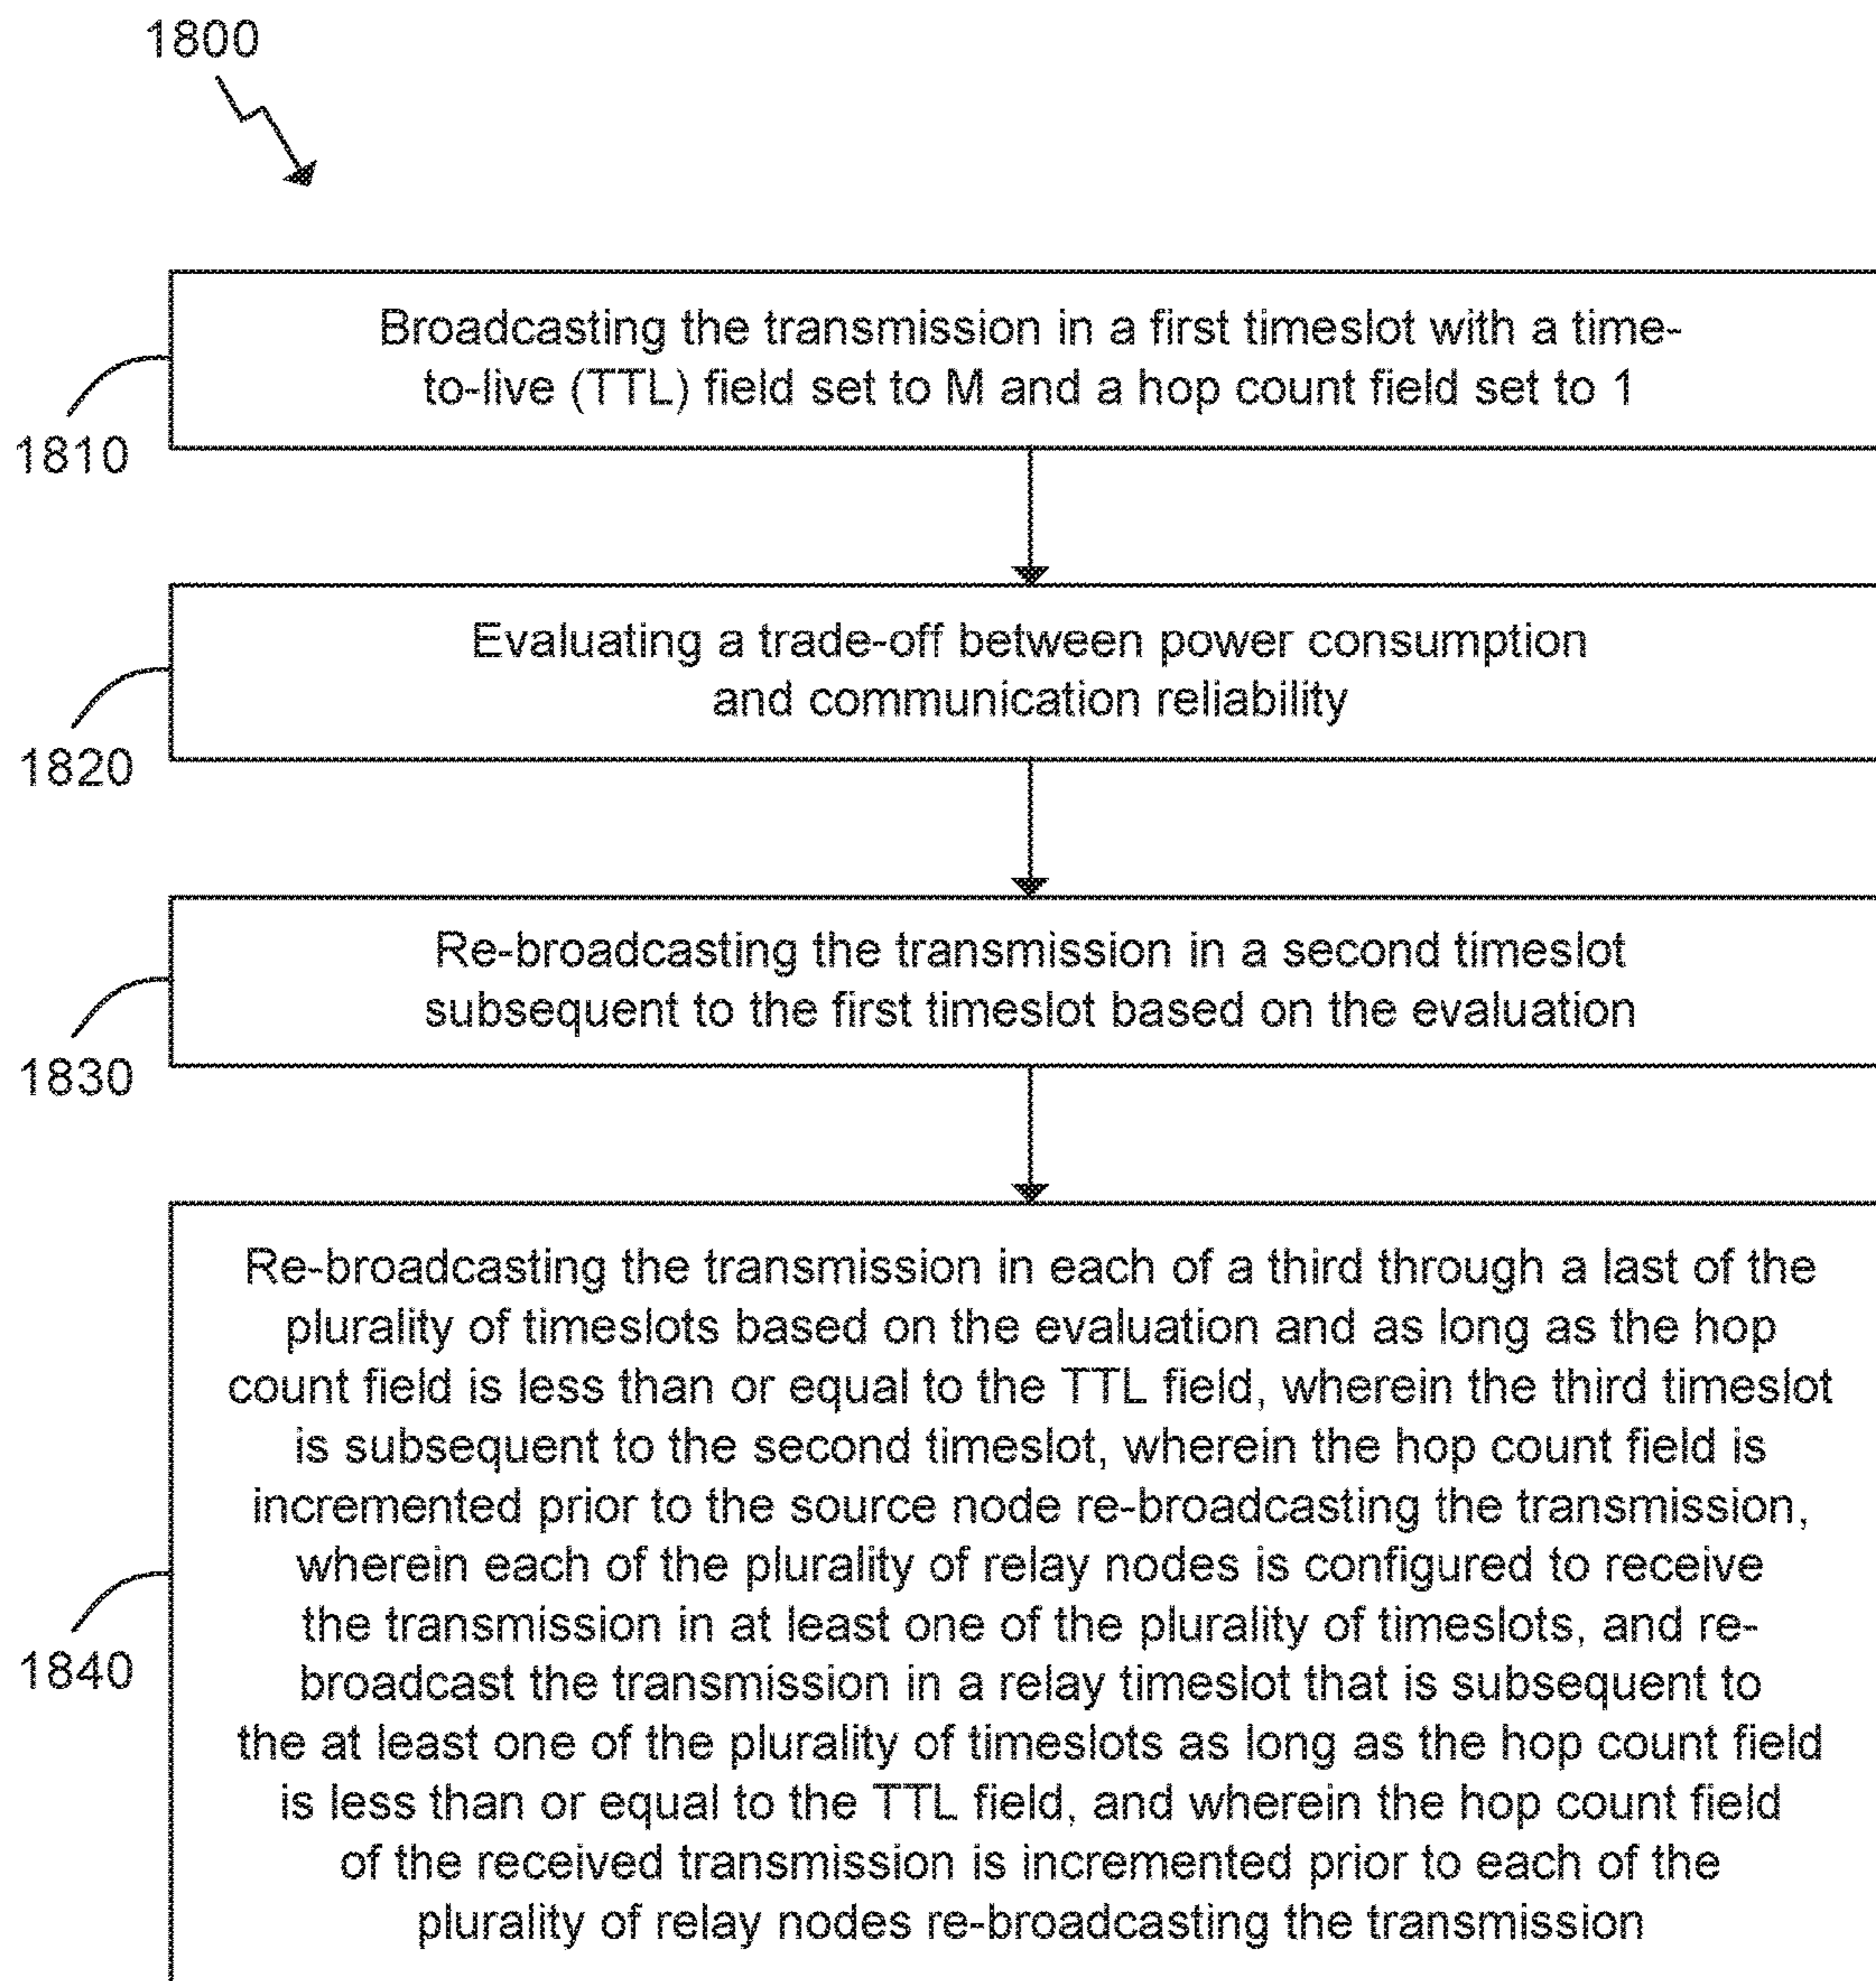 1800
Broadcasting the transmission in a first timeslot with a time-
to-live (TTL) field set to M and a hop count field set to 1
1810
Evaluating a trade-off between power consumption
and communication reliability
1820
Re-broadcasting the transmission in a second timeslot
subsequent to the first timeslot based on the evaluation
1830
Re-broadcasting the transmission in each of a third through a last of the
plurality of timeslots based on the evaluation and as long as the hop
count field is less than or equal to the TTL field, wherein the third timeslot
is subsequent to the second timeslot, wherein the hop count field is
incremented prior to the source node re-broadcasting the transmission,
wherein each of the plurality of relay nodes is configured to receive
the transmission in at least one of the plurality of timeslots, and re-
broadcast the transmission in a relay timeslot that is subsequent to
the at least one of the plurality of timeslots as long as the hop count field
is less than or equal to the TTL field, and wherein the hop count field
of the received transmission is incremented prior to each of the
plurality of relay nodes re-broadcasting the transmission
1840